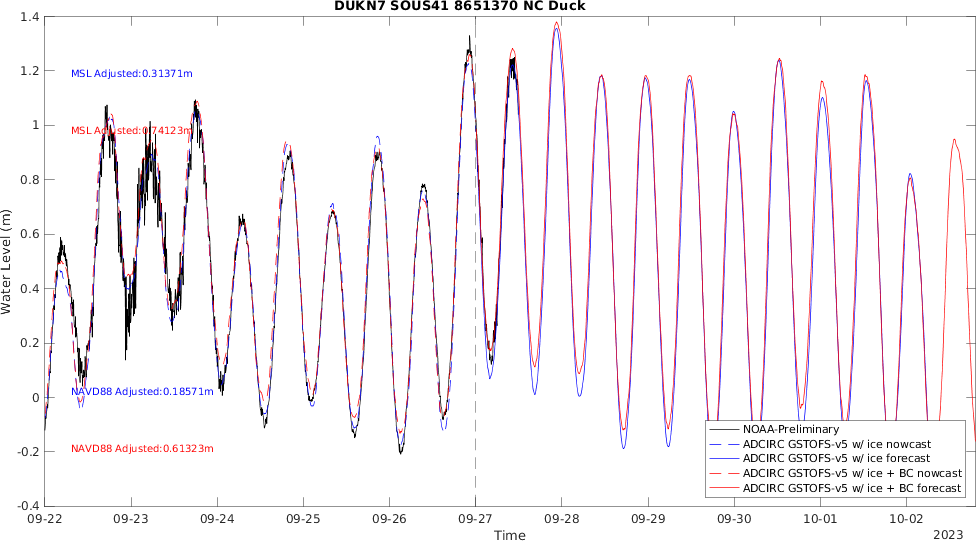 DUKN7 SOUS41 8651370 NC Duck
1.4
1.2
1
0.8
0.6
0.4
0.2
0
-0.2
-0.4
Water Level (m)
MSL Adjusted:0.31371m
MSL Adjusted:0.74123m
NAVD88 Adjusted:0.18571m
NAVD88 Adjusted:0.61323m
NOAA-Preliminary
ADCIRC GSTOFS-v5 w/ ice nowcast
ADCIRC GSTOFS-v5 w/ ice forecast
ADCIRC GSTOFS-v5 w/ ice + BC nowcast
ADCIRC GSTOFS-v5 w/ ice + BC forecast
09-22
09-23
09-24
09-25
09-26
09-27
09-28
09-29
09-30
10-01
10-02
Time
2023